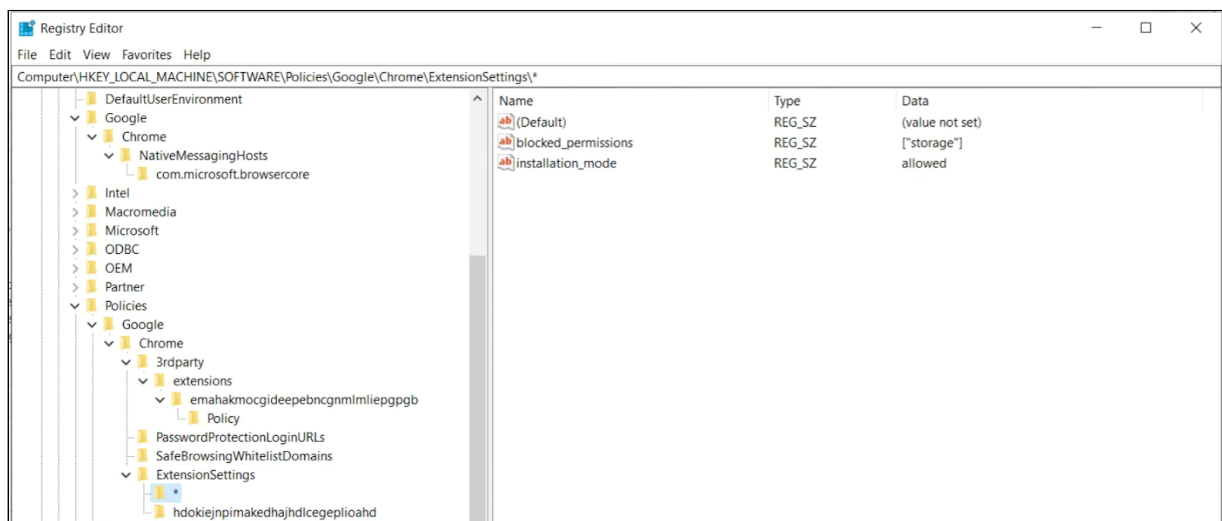 Registry Editor
File Edit View Favorites Help
Computer\HKEY_LOCAL_MACHINE\SOFTWARE\Policies\Google\Chrome\ExtensionSettings\*
DefaultUserEnvironment
Google
Chrome
NativeMessagingHosts
com.microsoft.browsercore
Intel
Macromedia
Microsoft
ODBC
OEM
Partner
Policies
Google
Chrome
3rdparty
extensions
emahakmocgideepebncgnmlmliepgpgb
Policy
PasswordProtectionLoginURLs
SafeBrowsingWhitelistDomains
ExtensionSettings
*
hdokiejnpimakedhajhdlcegeplioahd
Name Type Data
(Default) REG_SZ (value not set)
blocked_permissions REG_SZ ["storage"]
installation_mode REG_SZ allowed